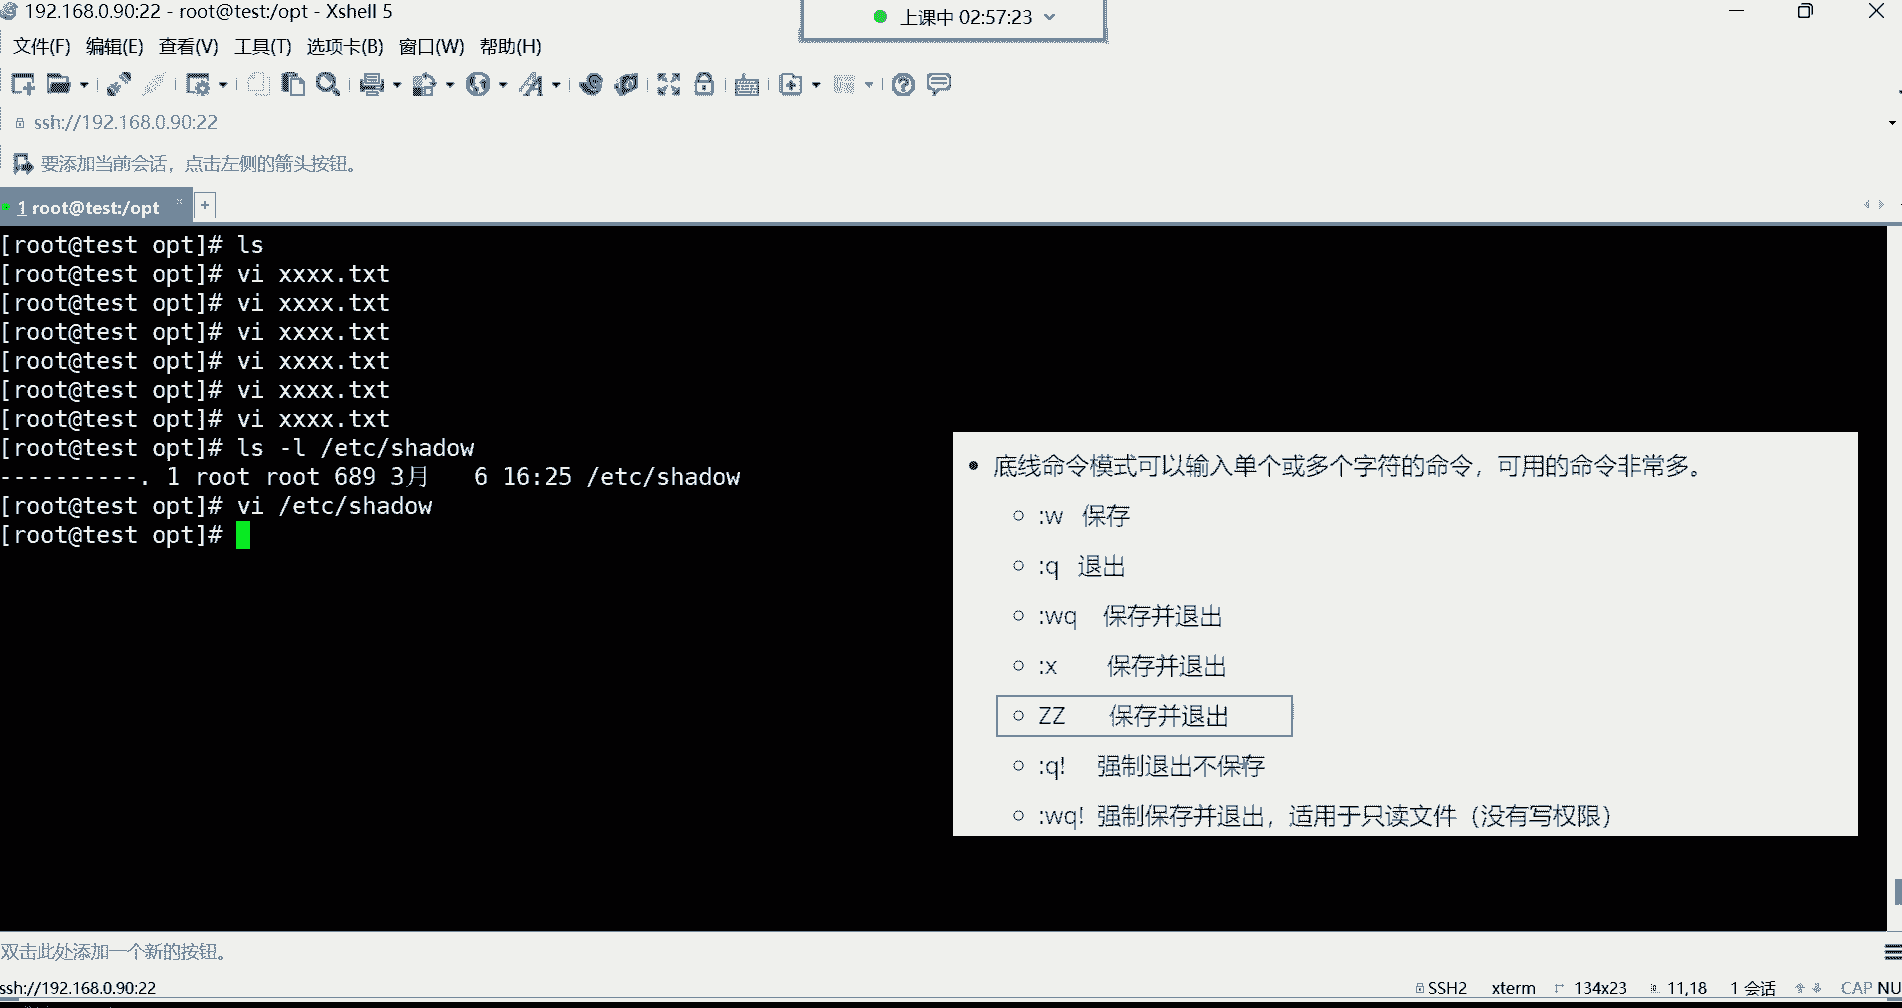 192.168.0.90:22 - root@test:/opt - Xshell 5
上课中 02:57:23
文件(F) 编辑(E) 查看(V) 工具(T) 选项卡(B) 窗口(W) 帮助(H)
ssh://192.168.0.90:22
要添加当前会话，点击左侧的箭头按钮。
1 root@test:/opt
[root@test opt]# ls
[root@test opt]# vi xxxx.txt
[root@test opt]# vi xxxx.txt
[root@test opt]# vi xxxx.txt
[root@test opt]# vi xxxx.txt
[root@test opt]# vi xxxx.txt
[root@test opt]# vi xxxx.txt
[root@test opt]# ls -l /etc/shadow
----------. 1 root root 689 3月   6 16:25 /etc/shadow
[root@test opt]# vi /etc/shadow
[root@test opt]#
底线命令模式可以输入单个或多个字符的命令，可用的命令非常多。
:w 保存
:q 退出
:wq 保存并退出
:x 保存并退出
ZZ 保存并退出
:q! 强制退出不保存
:wq! 强制保存并退出，适用于只读文件（没有写权限）
双击此处添加一个新的按钮。
ssh://192.168.0.90:22
SSH2 xterm 134x23 11,18 1 会话 CAP NU